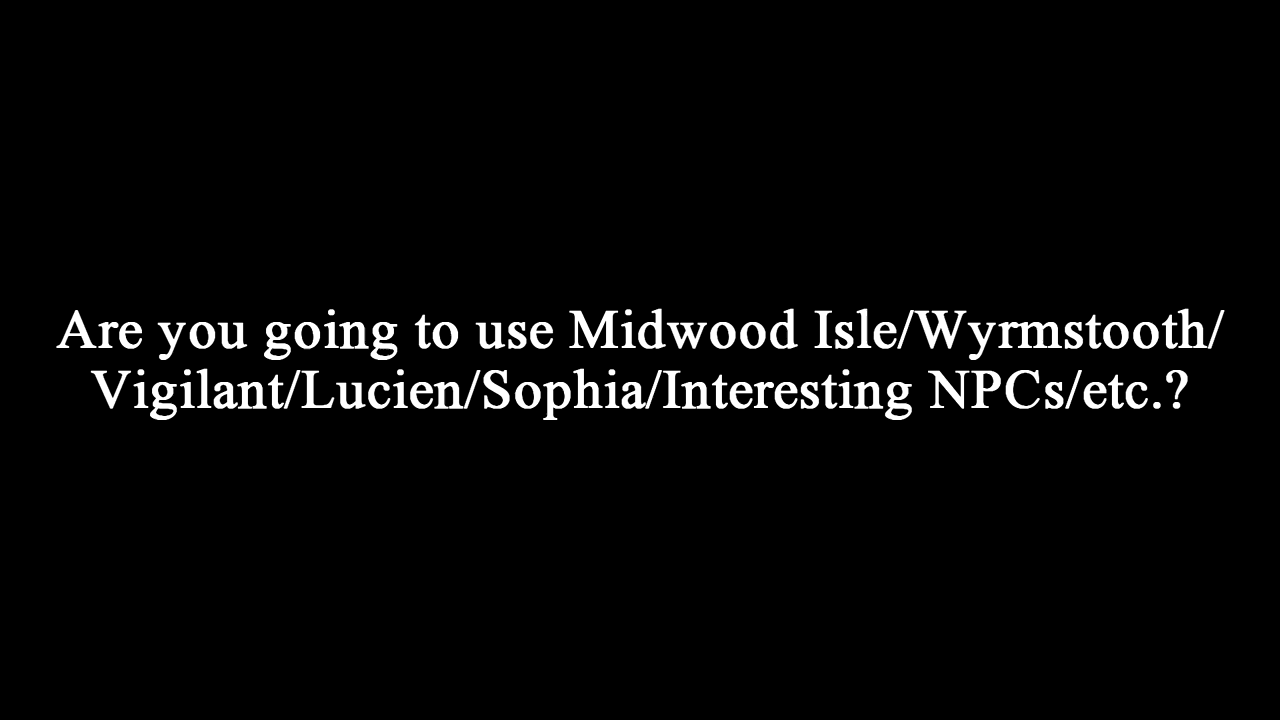 Are you going to use Midwood Isle/Wyrmstooth/
Vigilant/Lucien/Sophia/Interesting NPCs/etc.?